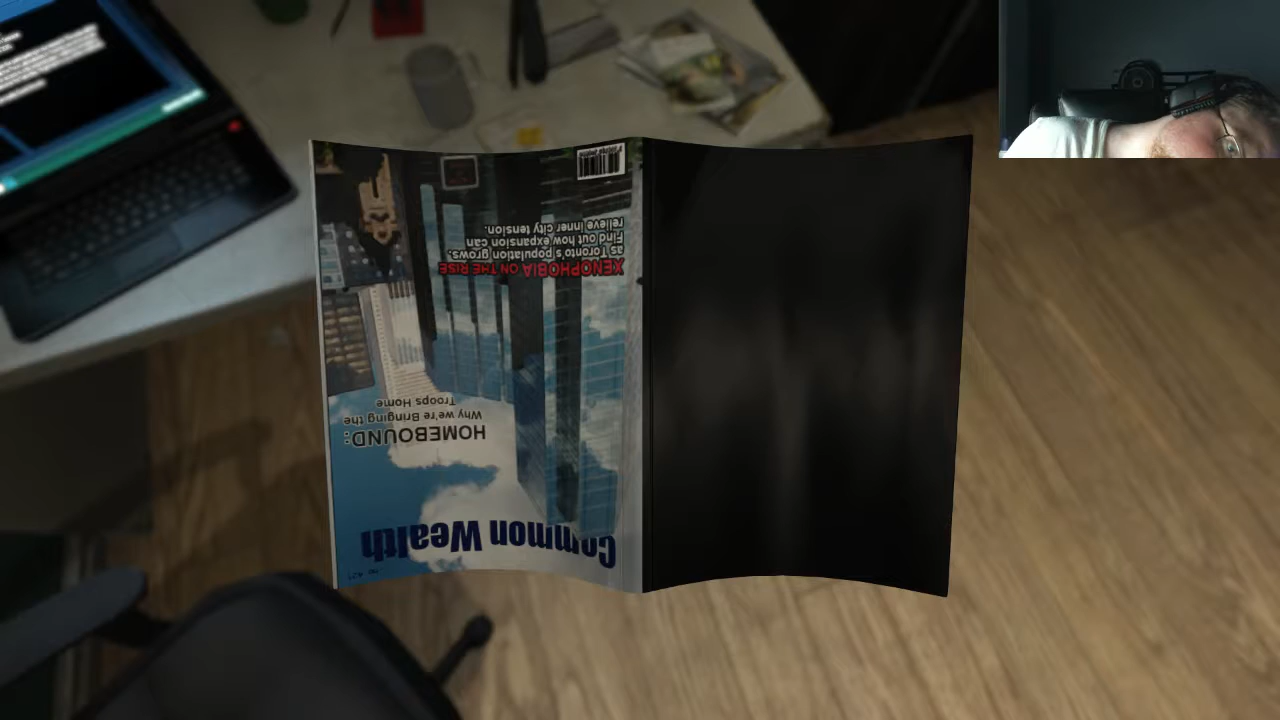 Common Wealth
HOMEBOUND:
Why we're Bringing the
Troops Home
XENOPHOBIA ON THE RISE
as Toronto's population grows.
Find out how expansion can
relieve inner city tension.